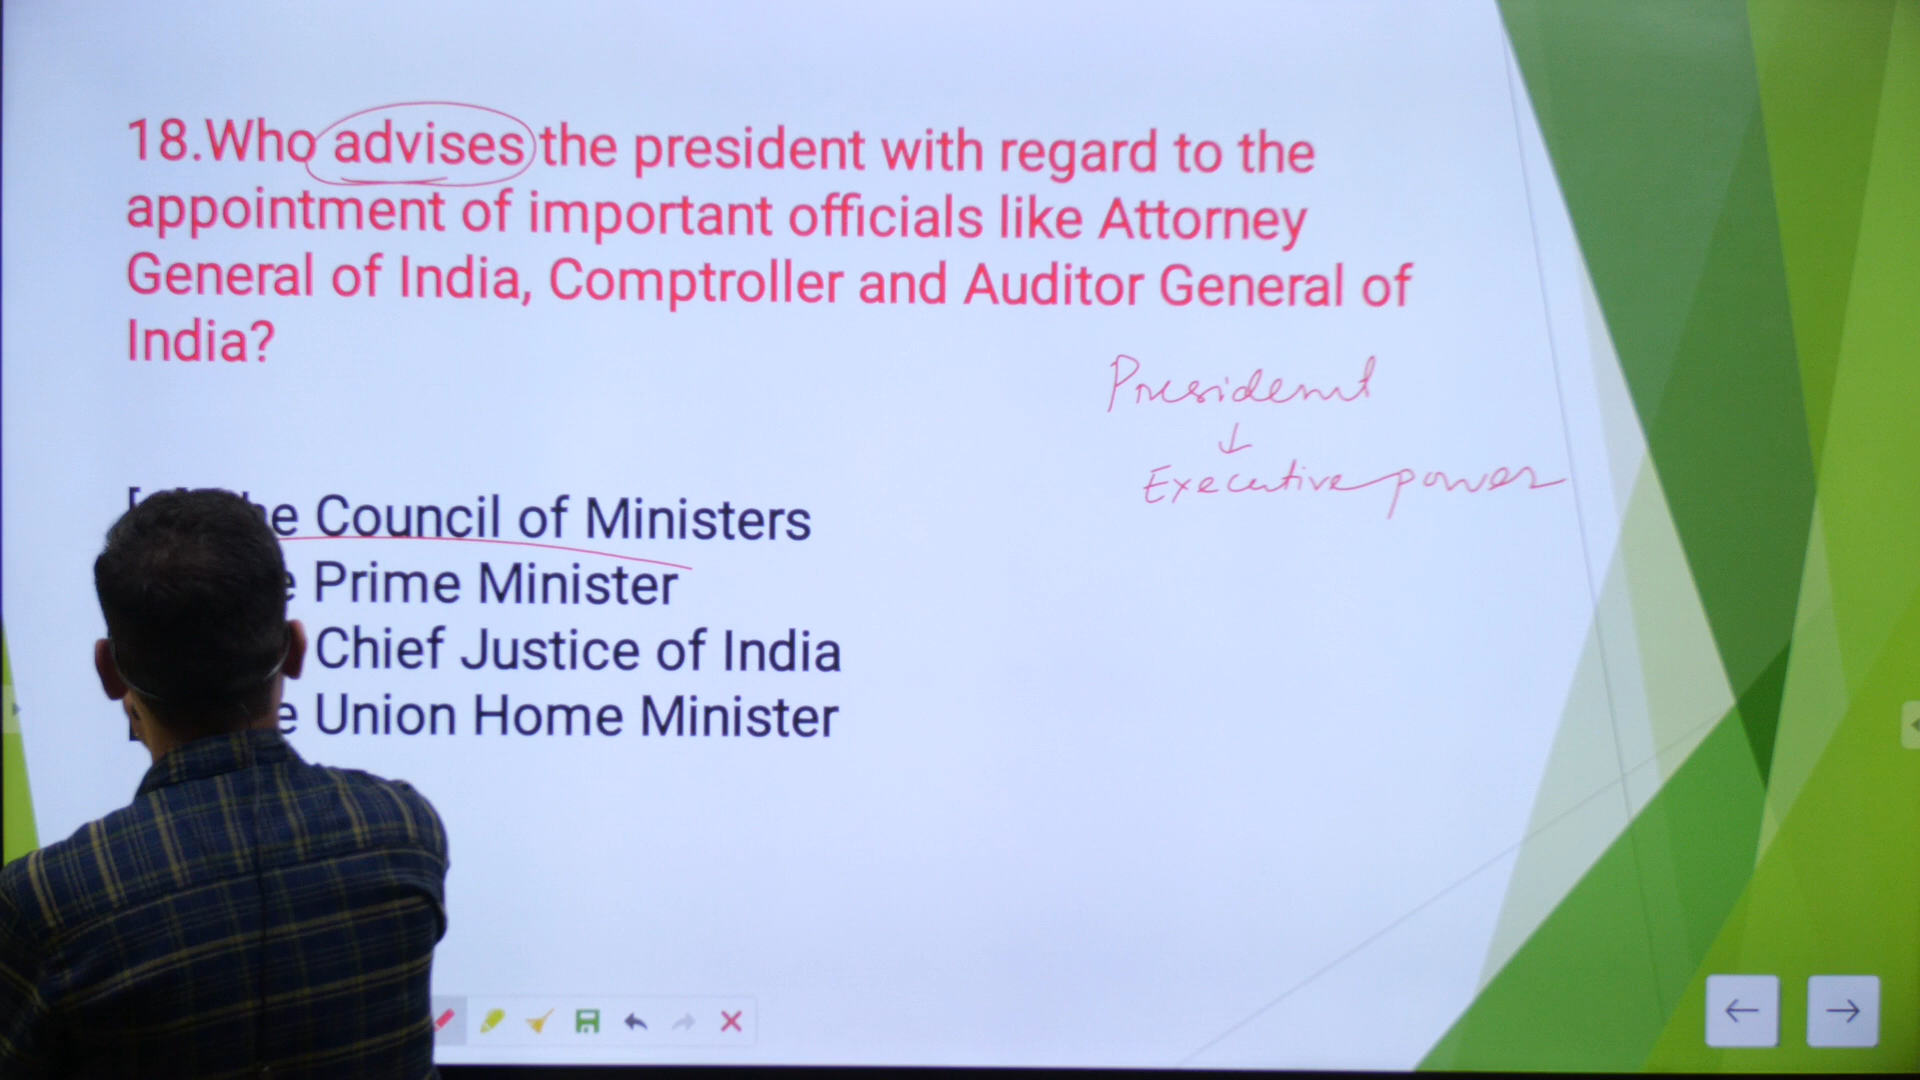 18.Who advises the president with regard to the
appointment of important officials like Attorney
General of India, Comptroller and Auditor General of
India?
President
↓
Executive power
Council of Ministers
Prime Minister
Chief Justice of India
Union Home Minister